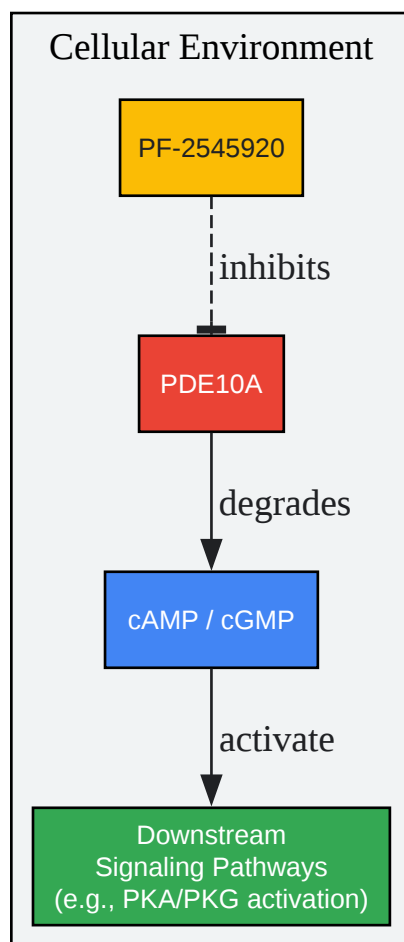 Cellular Environment
PF-2545920
inhibits
PDE10A
degrades
cAMP / cGMP
activate
Downstream
Signaling Pathways
(e.g., PKA/PKG activation)